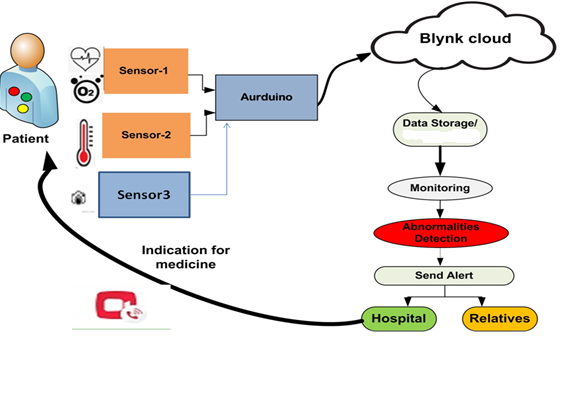 Blynk cloud
Sensor-1
O2
Aurduino
Sensor-2
Patient
Sensor3
Data Storage/
Monitoring
Abnormalities
Detection
Indication for
medicine
Send Alert
Hospital
Relatives